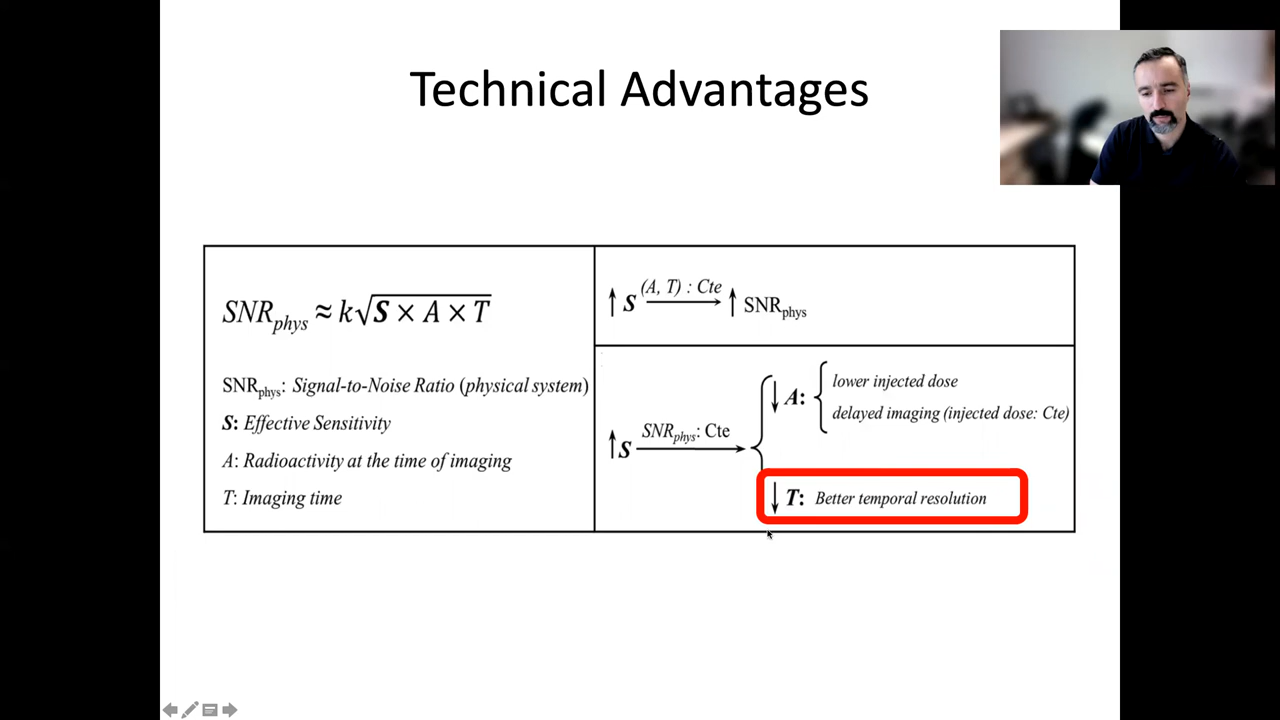 Technical Advantages
SNR_phys ≈ k√S × A × T
SNR_phys: Signal-to-Noise Ratio (physical system)
S: Effective Sensitivity
A: Radioactivity at the time of imaging
T: Imaging time
↑ S (A, T) : Cte → ↑ SNR_phys
↑S SNR_phys: Cte →
↓ A:
lower injected dose
delayed imaging (injected dose: Cte)
↓ T: Better temporal resolution